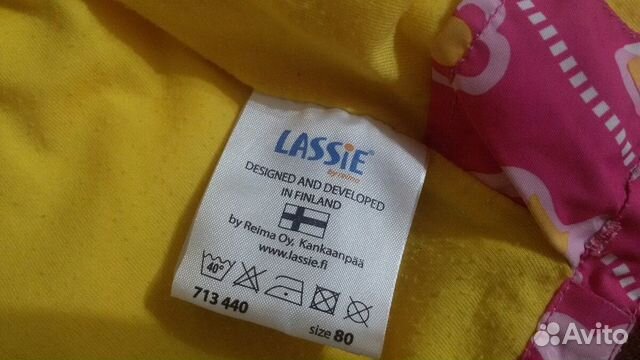 LASSiE
by reima
DESIGNED AND DEVELOPED
IN FINLAND
by Reima Oy, Kankaanpää
www.lassie.fi
40°
713 440
size 80
Avito